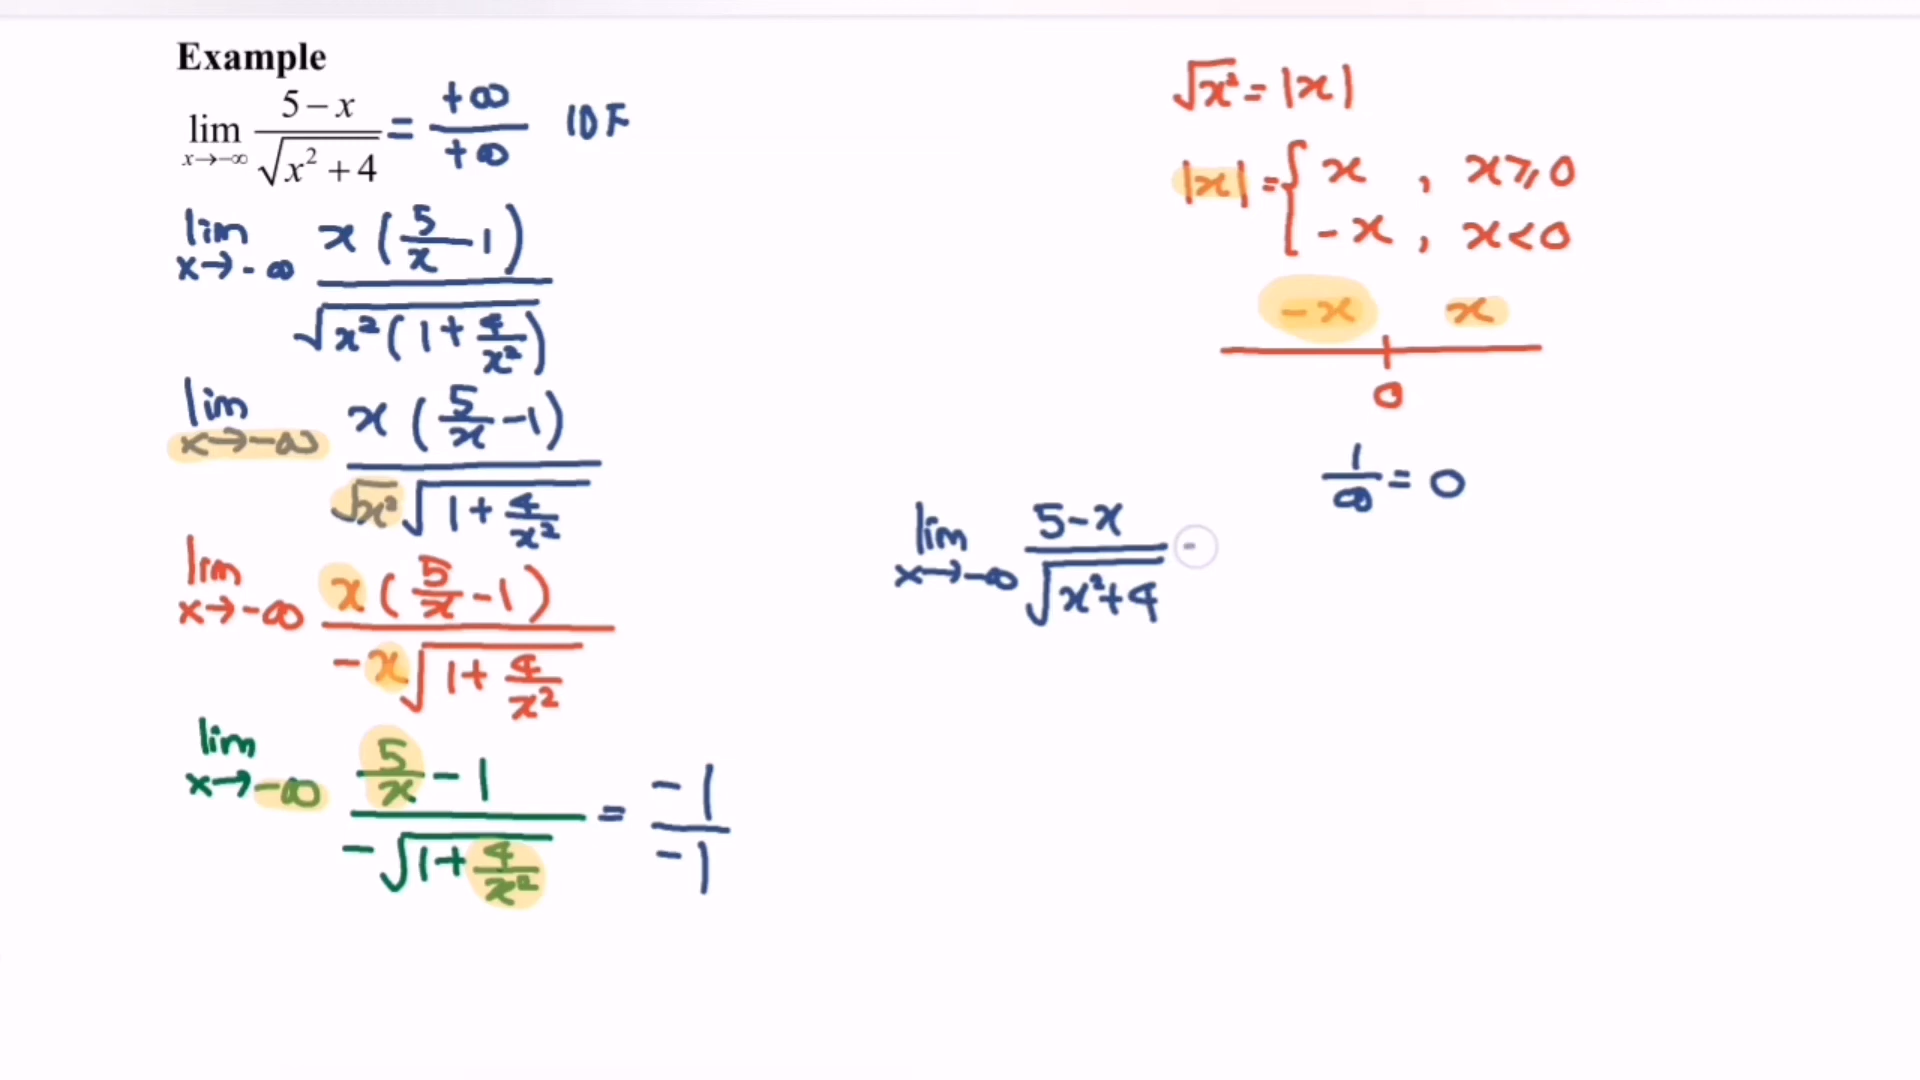 Example
lim x→-∞ (5-x)/√(x²+4) = +∞/+∞ IDF
lim x→-∞ x(5/x-1)/√(x²(1+4/x²))
lim x→-∞ x(5/x-1)/(√x² √(1+4/x²))
lim x→-∞ x(5/x-1)/(-x√(1+4/x²))
lim x→-∞ (5/x-1)/(-√(1+4/x²)) = -1/-1
√x² = |x|
|x| = { x , x≥0
-x , x<0
-x x
0
1/∞ = 0
lim x→-∞ (5-x)/√(x²+4) -